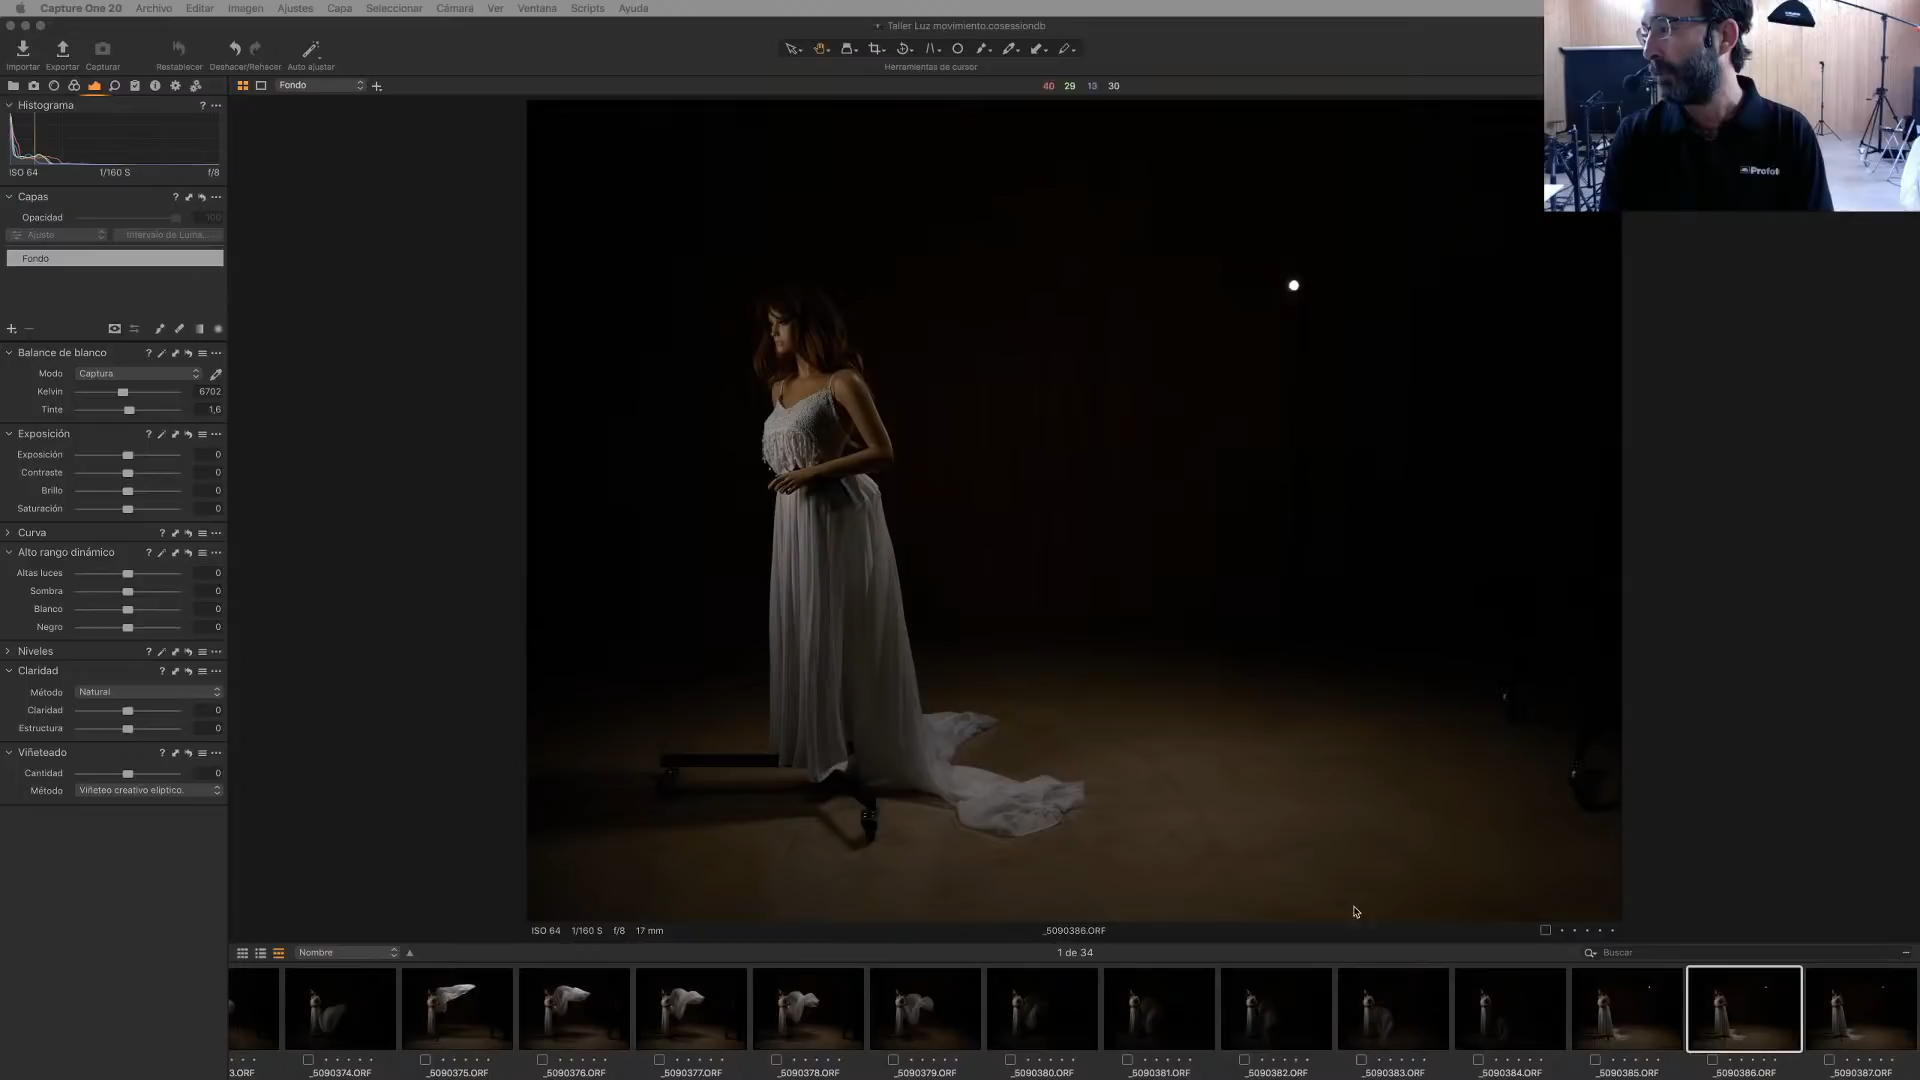 Capture One 20 Archivo Editar Imagen Ajustes Capa Seleccionar Cámara Ver Ventana Scripts Ayuda
Taller Luz movimiento.cosessiondb
Importar Exportar Capturar Restablecer Deshacer/Rehacer Auto ajustar
Herramientas de cursor
Fondo
40 29 13 30
Histograma
ISO 64 1/160 S f/8
Capas
Opacidad 100
Ajuste Intervalo de Luma...
Fondo
Balance de blanco
Modo Captura
Kelvin 6702
Tinte 1,6
Exposición
Exposición 0
Contraste 0
Brillo 0
Saturación 0
Curva
Alto rango dinámico
Altas luces 0
Sombra 0
Blanco 0
Negro 0
Niveles
Claridad
Método Natural
Claridad 0
Estructura 0
Viñeteado
Cantidad 0
Método Viñeteo creativo elíptico.
Profoto
ISO 64 1/160 S f/8 17 mm
_5090386.ORF
Nombre
1 de 34
Buscar
3.ORF _5090374.ORF _5090375.ORF _5090376.ORF _5090377.ORF _5090378.ORF _5090379.ORF _5090380.ORF _5090381.ORF _5090382.ORF _5090383.ORF _5090384.ORF _5090385.ORF _5090386.ORF _5090387.ORF